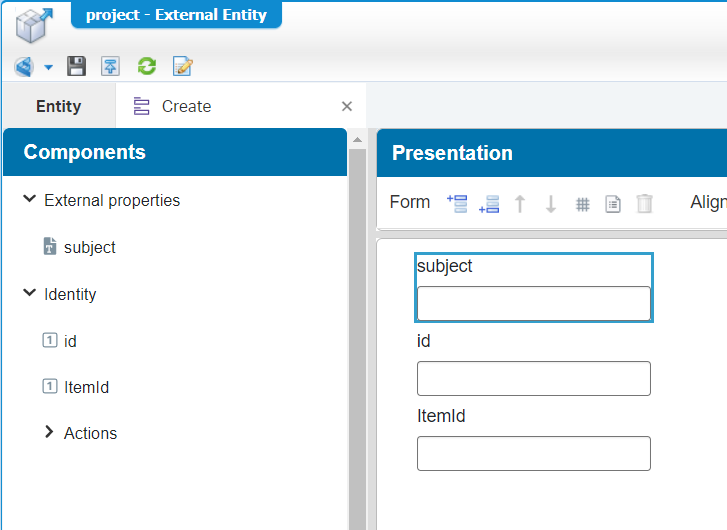 project - External Entity
Entity
Create
Components
Presentation
External properties
Form
Align
subject
subject
Identity
id
id
ItemId
ItemId
Actions